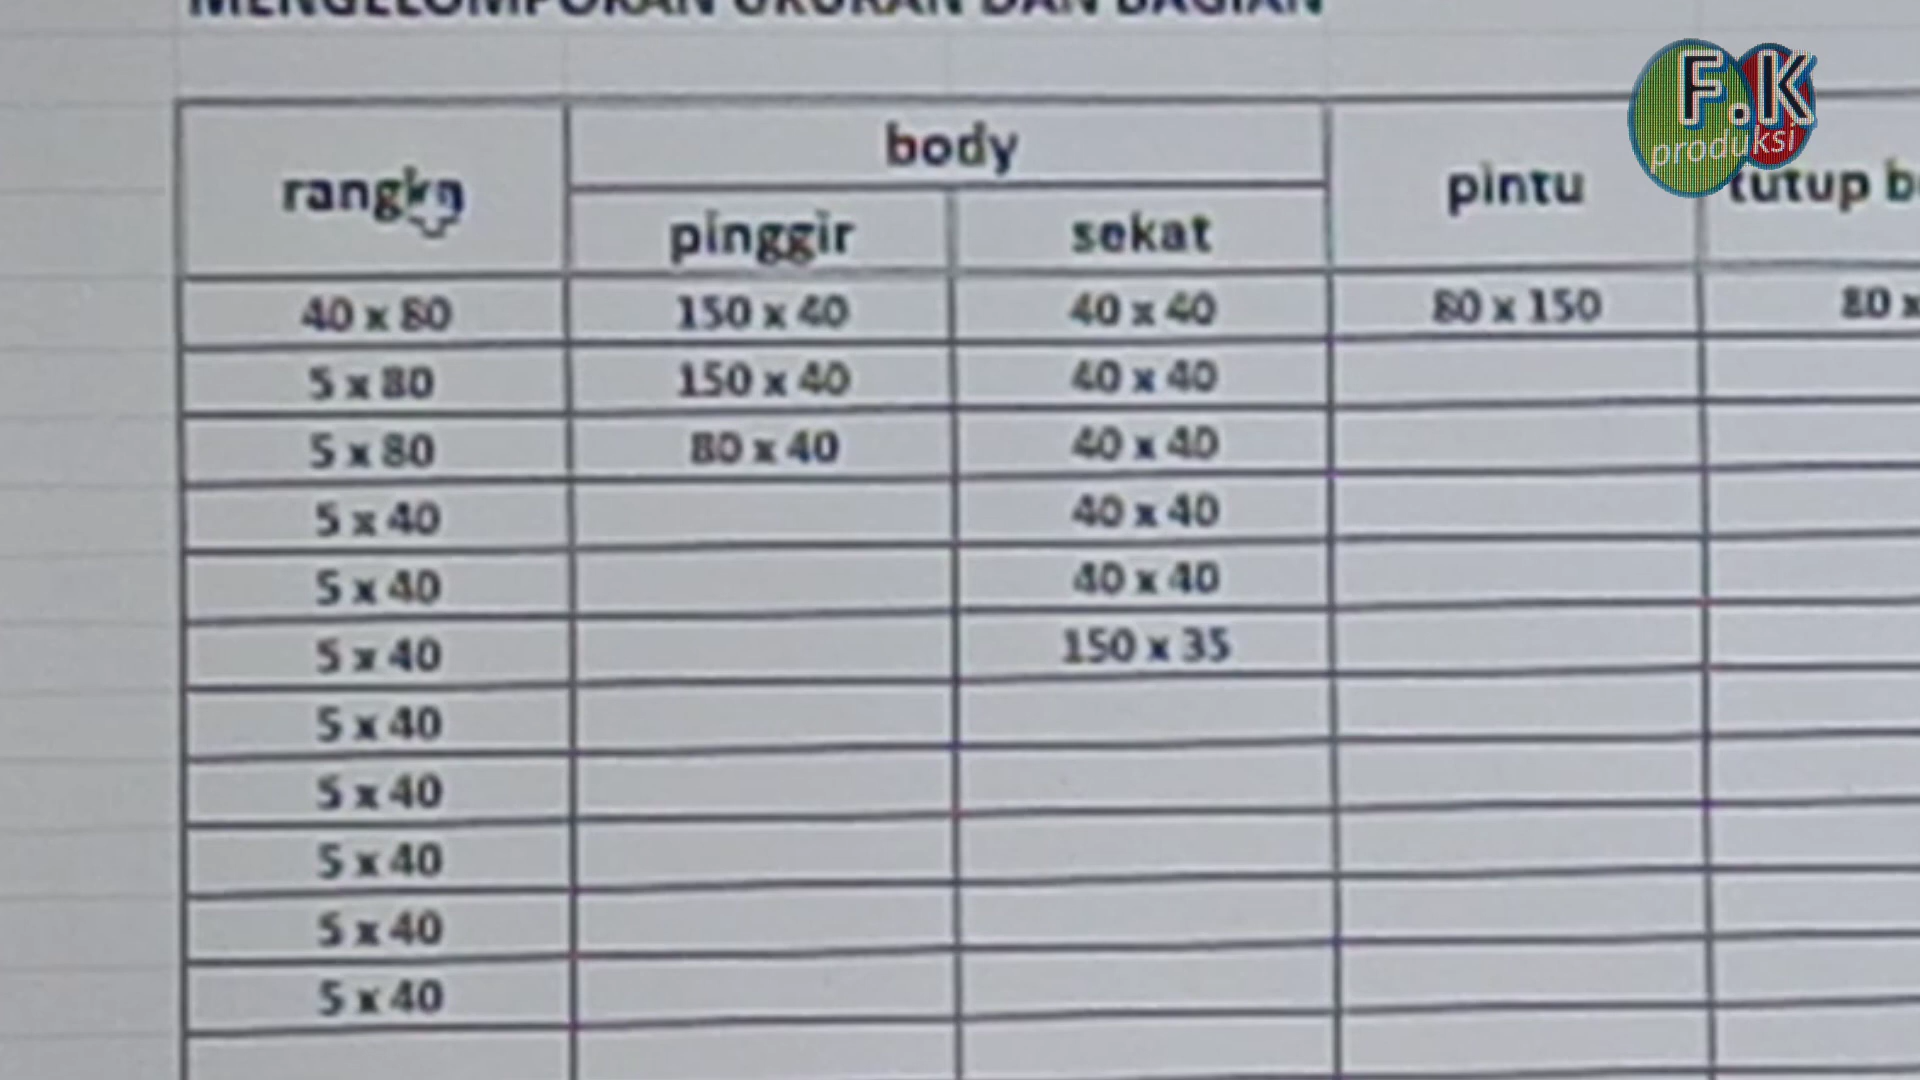 MENGELOMPOKAN UKURAN DAN BAGIAN
F.K
produksi
body
rangka
pintu
tutup
pinggir
sekat
40 x 80 150 x 40 40 x 40 80 x 150 80 x
5 x 80 150 x 40 40 x 40
5 x 80 80 x 40 40 x 40
5 x 40 40 x 40
5 x 40 40 x 40
5 x 40 150 x 35
5 x 40
5 x 40
5 x 40
5 x 40
5 x 40